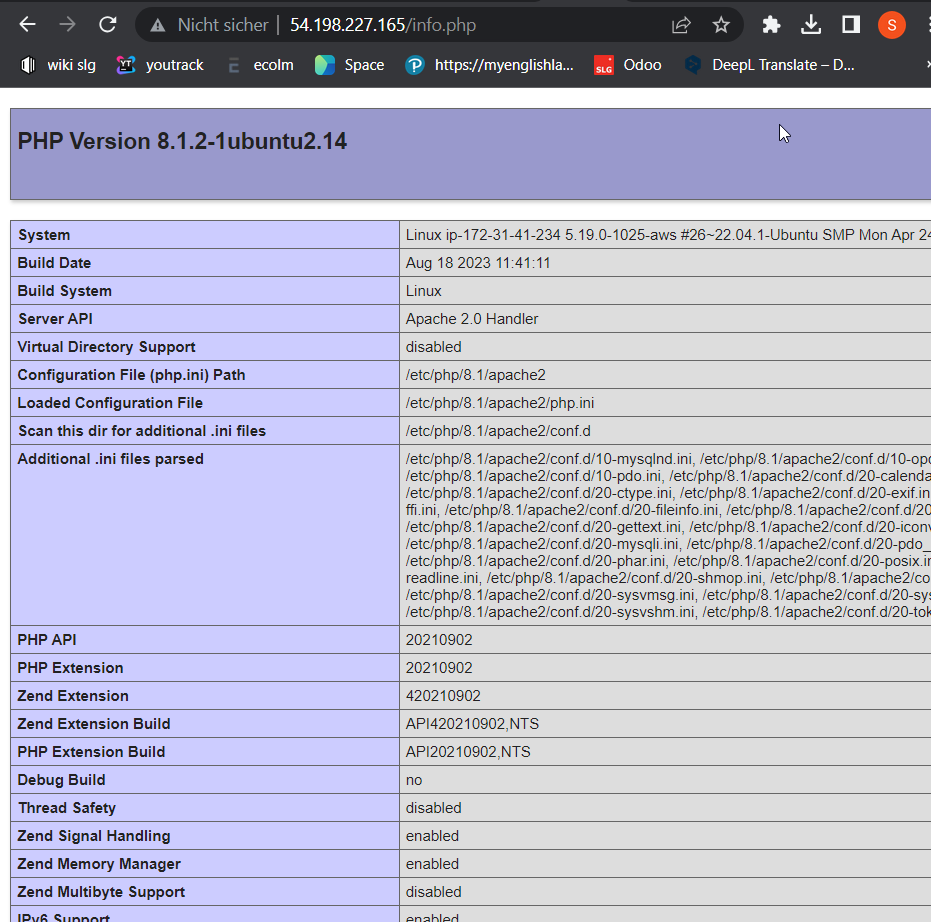 Nicht sicher 54.198.227.165/info.php
S
wiki slg YT youtrack E ecolm Space P https://myenglishla... SLG Odoo DeepL Translate – D...
PHP Version 8.1.2-1ubuntu2.14
System Linux ip-172-31-41-234 5.19.0-1025-aws #26~22.04.1-Ubuntu SMP Mon Apr 24
Build Date Aug 18 2023 11:41:11
Build System Linux
Server API Apache 2.0 Handler
Virtual Directory Support disabled
Configuration File (php.ini) Path /etc/php/8.1/apache2
Loaded Configuration File /etc/php/8.1/apache2/php.ini
Scan this dir for additional .ini files /etc/php/8.1/apache2/conf.d
Additional .ini files parsed /etc/php/8.1/apache2/conf.d/10-mysqlnd.ini, /etc/php/8.1/apache2/conf.d/10-opc
/etc/php/8.1/apache2/conf.d/10-pdo.ini, /etc/php/8.1/apache2/conf.d/20-calenda
/etc/php/8.1/apache2/conf.d/20-ctype.ini, /etc/php/8.1/apache2/conf.d/20-exif.in
ffi.ini, /etc/php/8.1/apache2/conf.d/20-fileinfo.ini, /etc/php/8.1/apache2/conf.d/20
/etc/php/8.1/apache2/conf.d/20-gettext.ini, /etc/php/8.1/apache2/conf.d/20-iconv
/etc/php/8.1/apache2/conf.d/20-mysqli.ini, /etc/php/8.1/apache2/conf.d/20-pdo_
/etc/php/8.1/apache2/conf.d/20-phar.ini, /etc/php/8.1/apache2/conf.d/20-posix.in
readline.ini, /etc/php/8.1/apache2/conf.d/20-shmop.ini, /etc/php/8.1/apache2/co
/etc/php/8.1/apache2/conf.d/20-sysvmsg.ini, /etc/php/8.1/apache2/conf.d/20-sys
/etc/php/8.1/apache2/conf.d/20-sysvshm.ini, /etc/php/8.1/apache2/conf.d/20-tok
PHP API 20210902
PHP Extension 20210902
Zend Extension 420210902
Zend Extension Build API420210902,NTS
PHP Extension Build API20210902,NTS
Debug Build no
Thread Safety disabled
Zend Signal Handling enabled
Zend Memory Manager enabled
Zend Multibyte Support disabled
IPv6 Support enabled